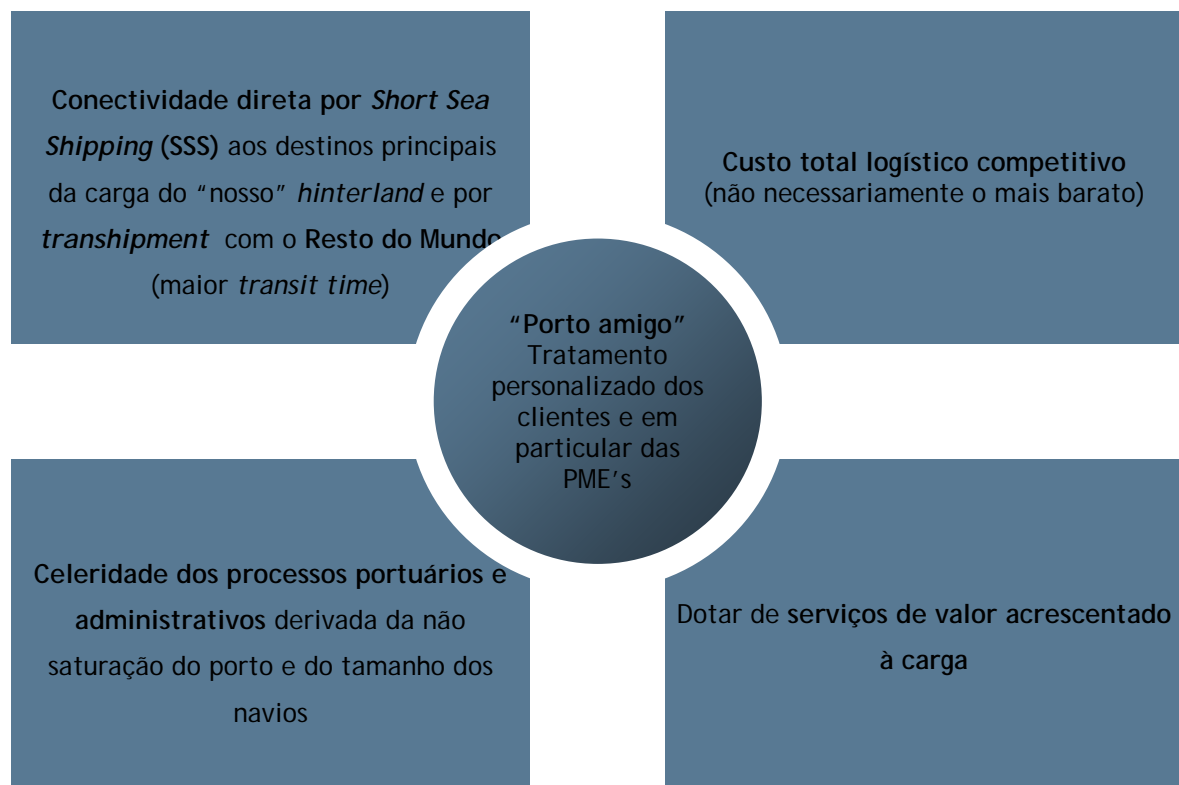 Conectividade direta por Short Sea
Shipping (SSS) aos destinos principais
da carga do “nosso” hinterland e por
transhipment com o Resto do Mundo
(maior transit time)
Custo total logístico competitivo
(não necessariamente o mais barato)
“Porto amigo”
Tratamento
personalizado dos
clientes e em
particular das
PME’s
Celeridade dos processos portuários e
administrativos derivada da não
saturação do porto e do tamanho dos
navios
Dotar de serviços de valor acrescentado
à carga